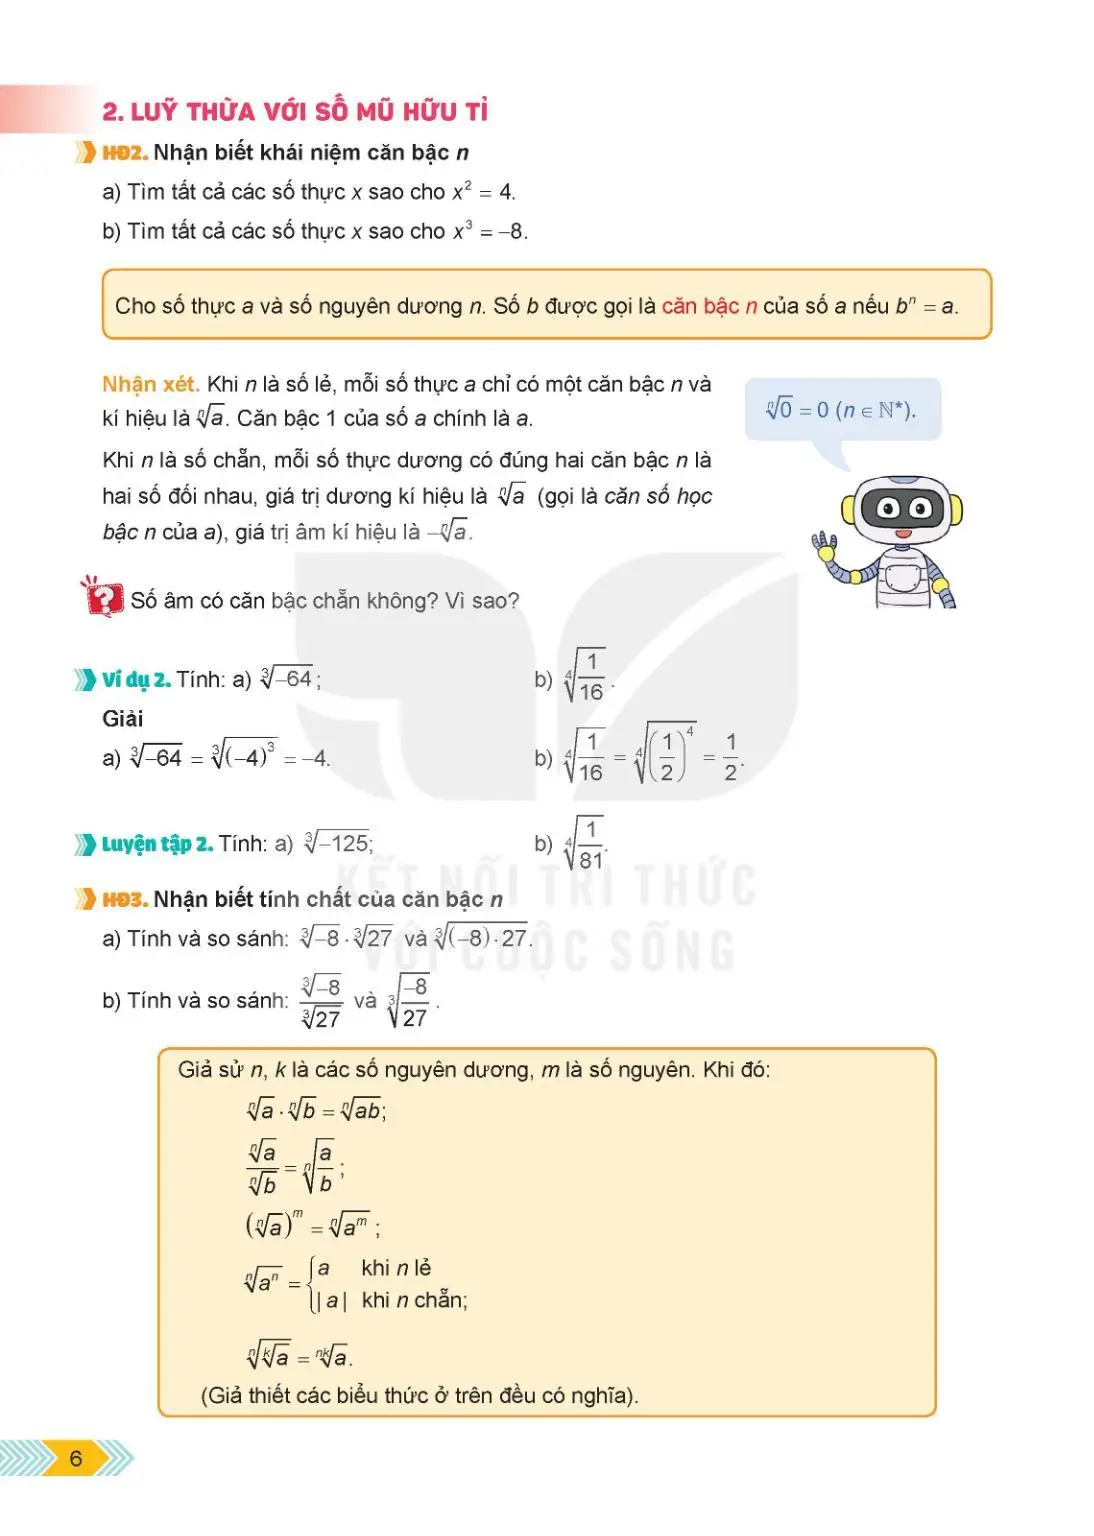 2. LUỸ THỪA VỚI SỐ MŨ HỮU TỈ
HĐ2. Nhận biết khái niệm căn bậc n
a) Tìm tất cả các số thực x sao cho x² = 4.
b) Tìm tất cả các số thực x sao cho x³ = –8.
Cho số thực a và số nguyên dương n. Số b được gọi là căn bậc n của số a nếu bⁿ = a.
Nhận xét. Khi n là số lẻ, mỗi số thực a chỉ có một căn bậc n và
kí hiệu là ⁿ√a. Căn bậc 1 của số a chính là a.
ⁿ√0 = 0 (n ∈ ℕ*).
Khi n là số chẵn, mỗi số thực dương có đúng hai căn bậc n là
hai số đối nhau, giá trị dương kí hiệu là ⁿ√a (gọi là căn số học
bậc n của a), giá trị âm kí hiệu là –ⁿ√a.
? Số âm có căn bậc chẵn không? Vì sao?
Ví dụ 2. Tính: a) ³√–64; b) ⁴√(1/16).
Giải
a) ³√–64 = ³√(–4)³ = –4. b) ⁴√(1/16) = ⁴√(1/2)⁴ = 1/2.
Luyện tập 2. Tính: a) ³√–125; b) ⁴√(1/81).
KẾT NỐI TRI THỨC
VỚI CUỘC SỐNG
HĐ3. Nhận biết tính chất của căn bậc n
a) Tính và so sánh: ³√–8 · ³√27 và ³√((–8) · 27).
b) Tính và so sánh: ³√–8 / ³√27 và ³√(–8/27).
Giả sử n, k là các số nguyên dương, m là số nguyên. Khi đó:
ⁿ√a · ⁿ√b = ⁿ√ab;
ⁿ√a / ⁿ√b = ⁿ√(a/b);
(ⁿ√a)ᵐ = ⁿ√aᵐ;
ⁿ√aⁿ = { a khi n lẻ
|a| khi n chẵn;
ⁿ√ᵏ√a = ⁿᵏ√a.
(Giả thiết các biểu thức ở trên đều có nghĩa).
6